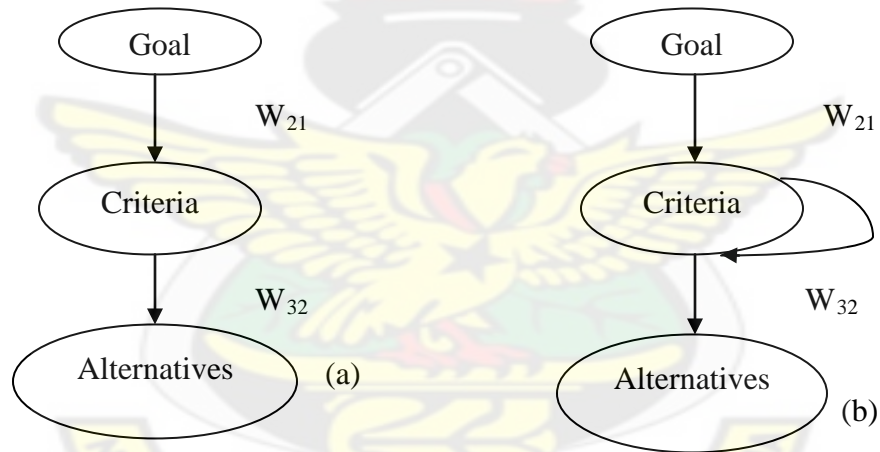 Goal Goal
W21 W21
Criteria Criteria
W32 W32
Alternatives (a) Alternatives (b)